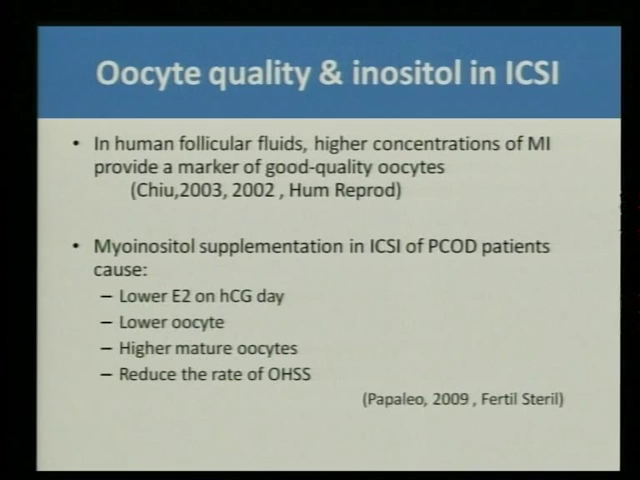 Oocyte quality & inositol in ICSI
• In human follicular fluids, higher concentrations of MI
provide a marker of good-quality oocytes
(Chiu,2003, 2002 , Hum Reprod)
• Myoinositol supplementation in ICSI of PCOD patients
cause:
– Lower E2 on hCG day
– Lower oocyte
– Higher mature oocytes
– Reduce the rate of OHSS
(Papaleo, 2009 , Fertil Steril)